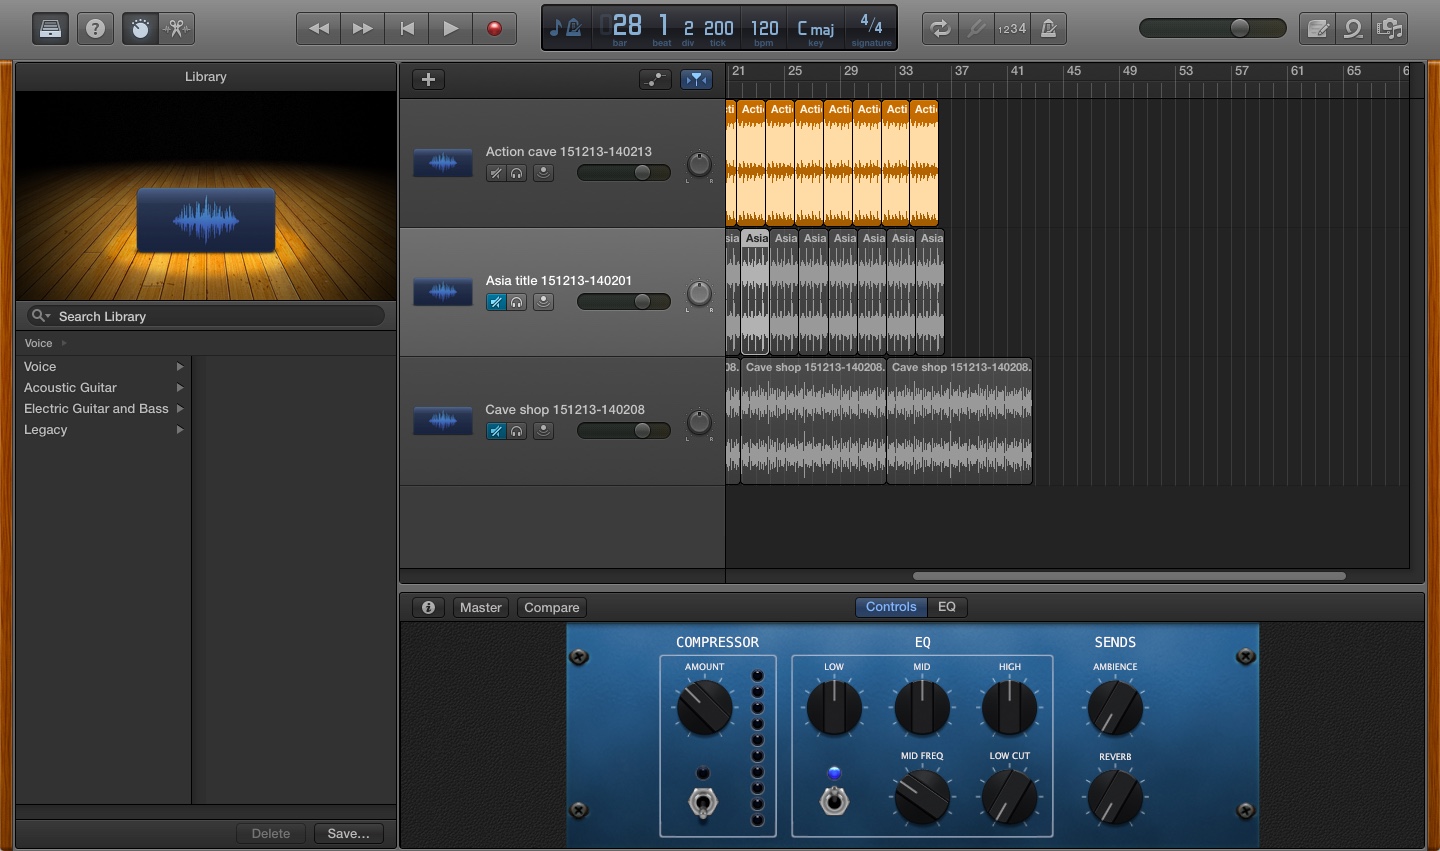 28 1 2 200 120 C maj 4/4
bar beat div tick bpm key signature
1234
Library
Search Library
Voice
Voice
Acoustic Guitar
Electric Guitar and Bass
Legacy
Delete Save...
21 25 29 33 37 41 45 49 53 57 61 65
Action cave 151213-140213
L R
Acti Acti Acti Acti Acti Acti Acti
Asia title 151213-140201
L R
Asia Asia Asia Asia Asia Asia Asia
Cave shop 151213-140208
L R
08. Cave shop 151213-140208. Cave shop 151213-140208.
Master Compare Controls EQ
COMPRESSOR EQ SENDS
AMOUNT LOW MID HIGH AMBIENCE
MID FREQ LOW CUT REVERB